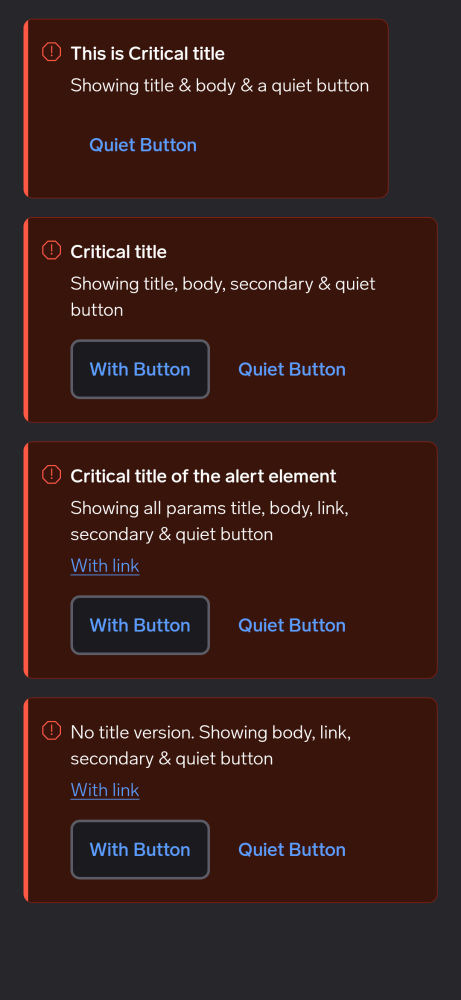 This is Critical title
Showing title & body & a quiet button
Quiet Button
Critical title
Showing title, body, secondary & quiet
button
With Button Quiet Button
Critical title of the alert element
Showing all params title, body, link,
secondary & quiet button
With link
With Button Quiet Button
No title version. Showing body, link,
secondary & quiet button
With link
With Button Quiet Button